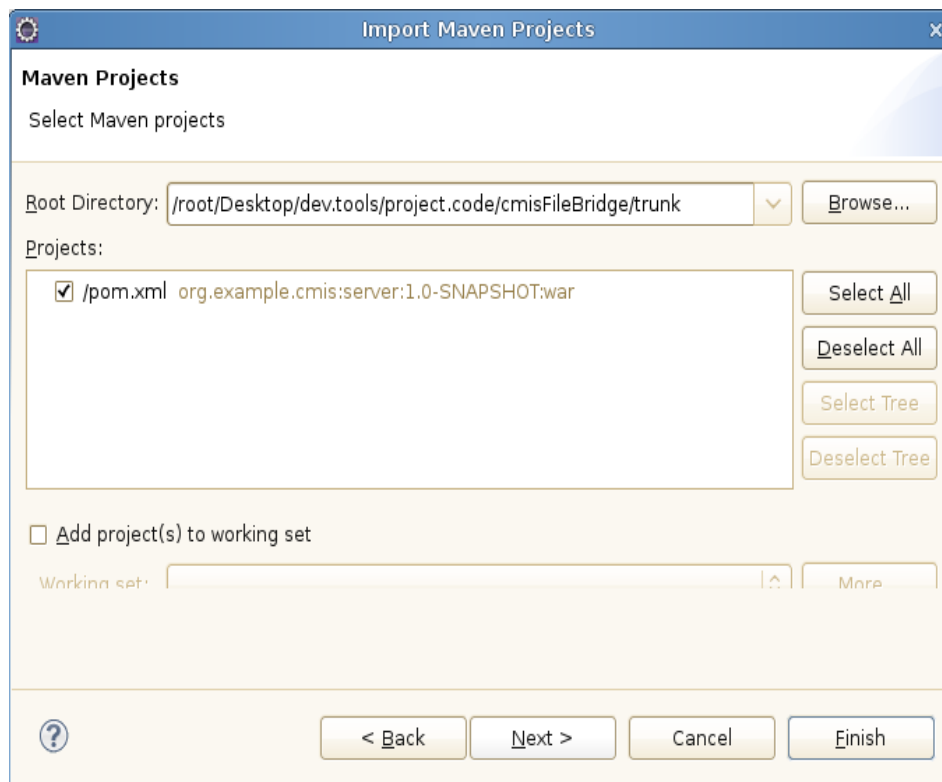 Import Maven Projects
Maven Projects
Select Maven projects
Root Directory: /root/Desktop/dev.tools/project.code/cmisFileBridge/trunk Browse...
Projects:
/pom.xml org.example.cmis:server:1.0-SNAPSHOT:war
Select All
Deselect All
Select Tree
Deselect Tree
Add project(s) to working set
Working set: More
< Back Next > Cancel Finish